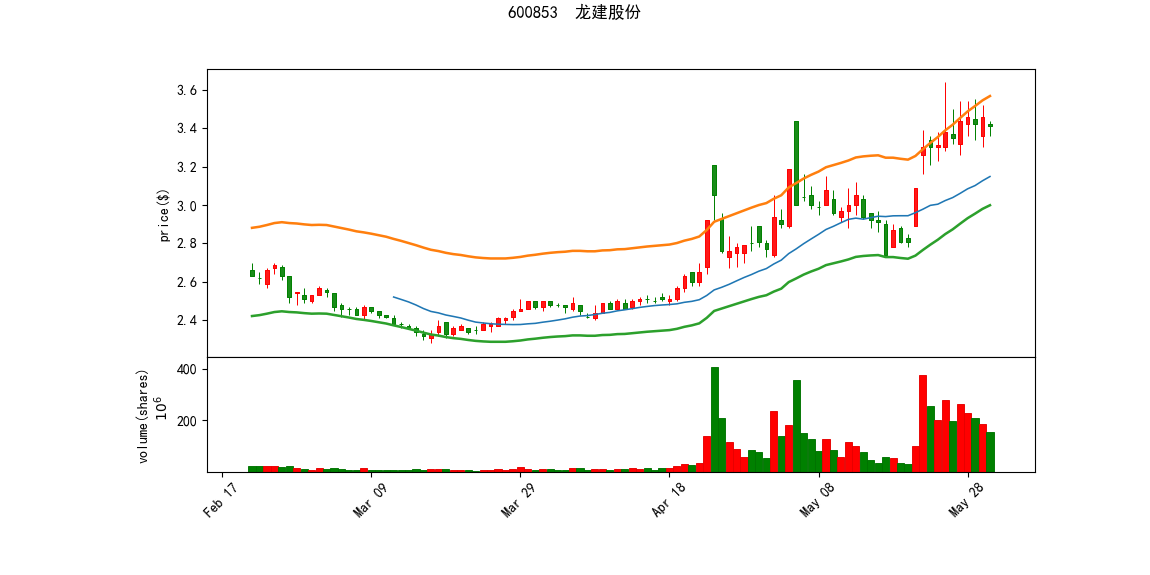 600853  龙建股份
price($)
3.6
3.4
3.2
3.0
2.8
2.6
2.4
volume(shares)
10^6
400
200
Feb 17
Mar 09
Mar 29
Apr 18
May 08
May 28